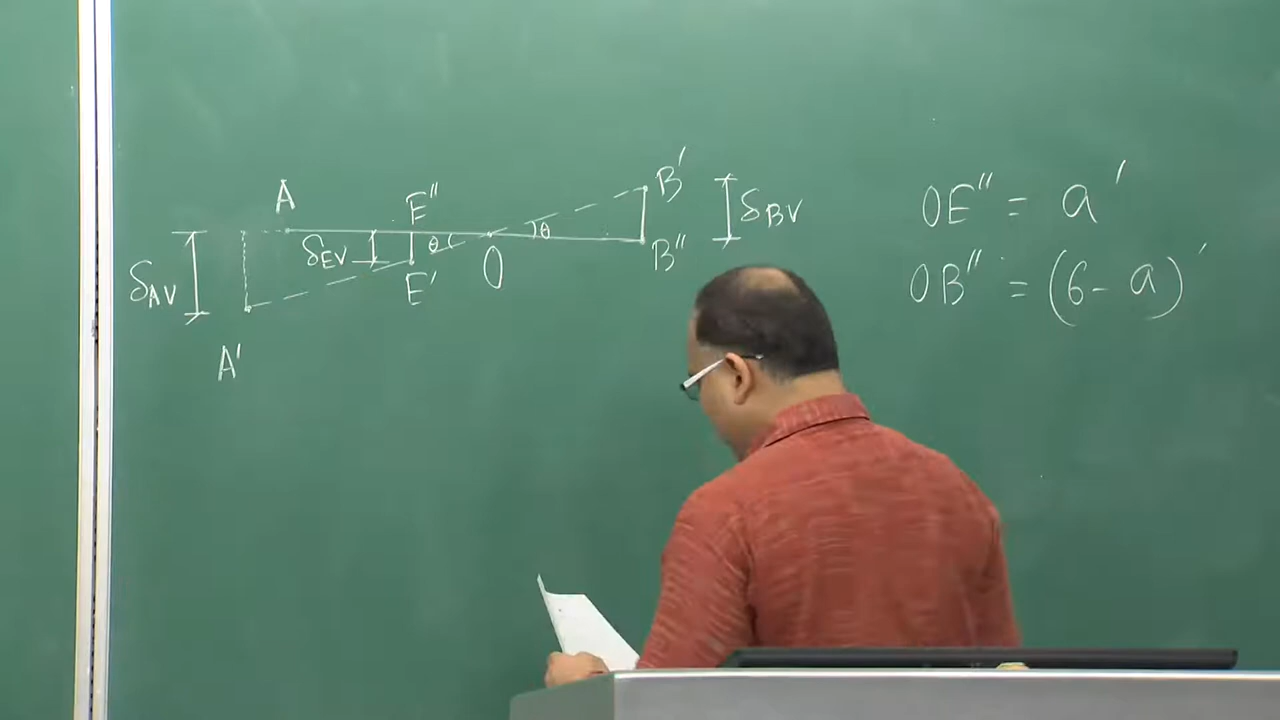 A
E″
B′
δBV
OE″ = a′
δAV
δEV
θ
θ
E′
O
B″
OB″ = (6 - a)′
A′